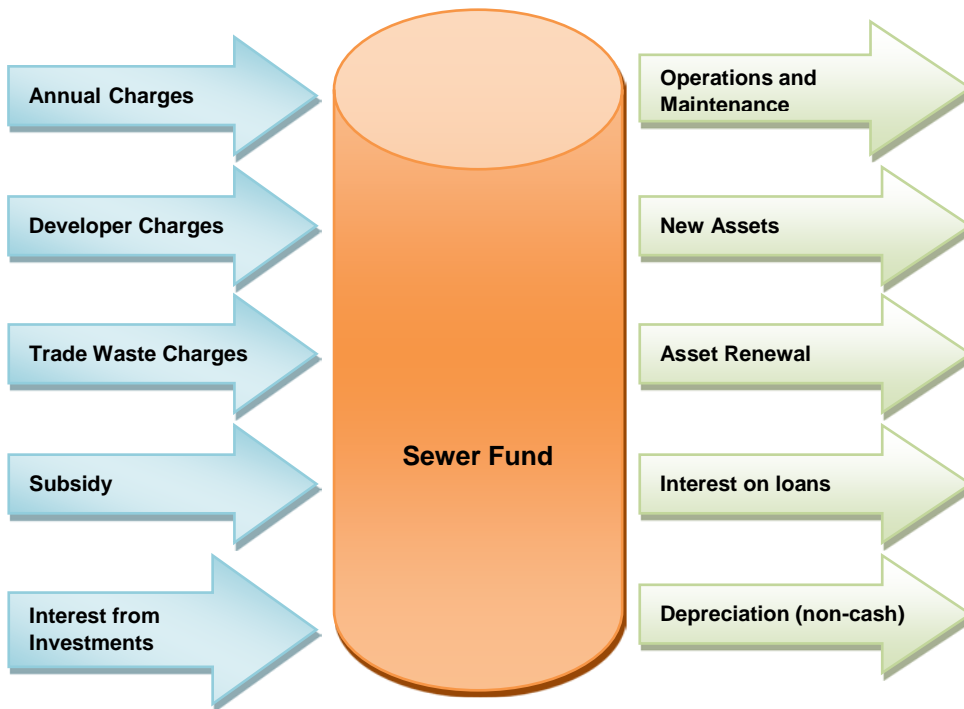 Annual Charges
Developer Charges
Trade Waste Charges
Subsidy
Interest from
Investments
Sewer Fund
Operations and
Maintenance
New Assets
Asset Renewal
Interest on loans
Depreciation (non-cash)